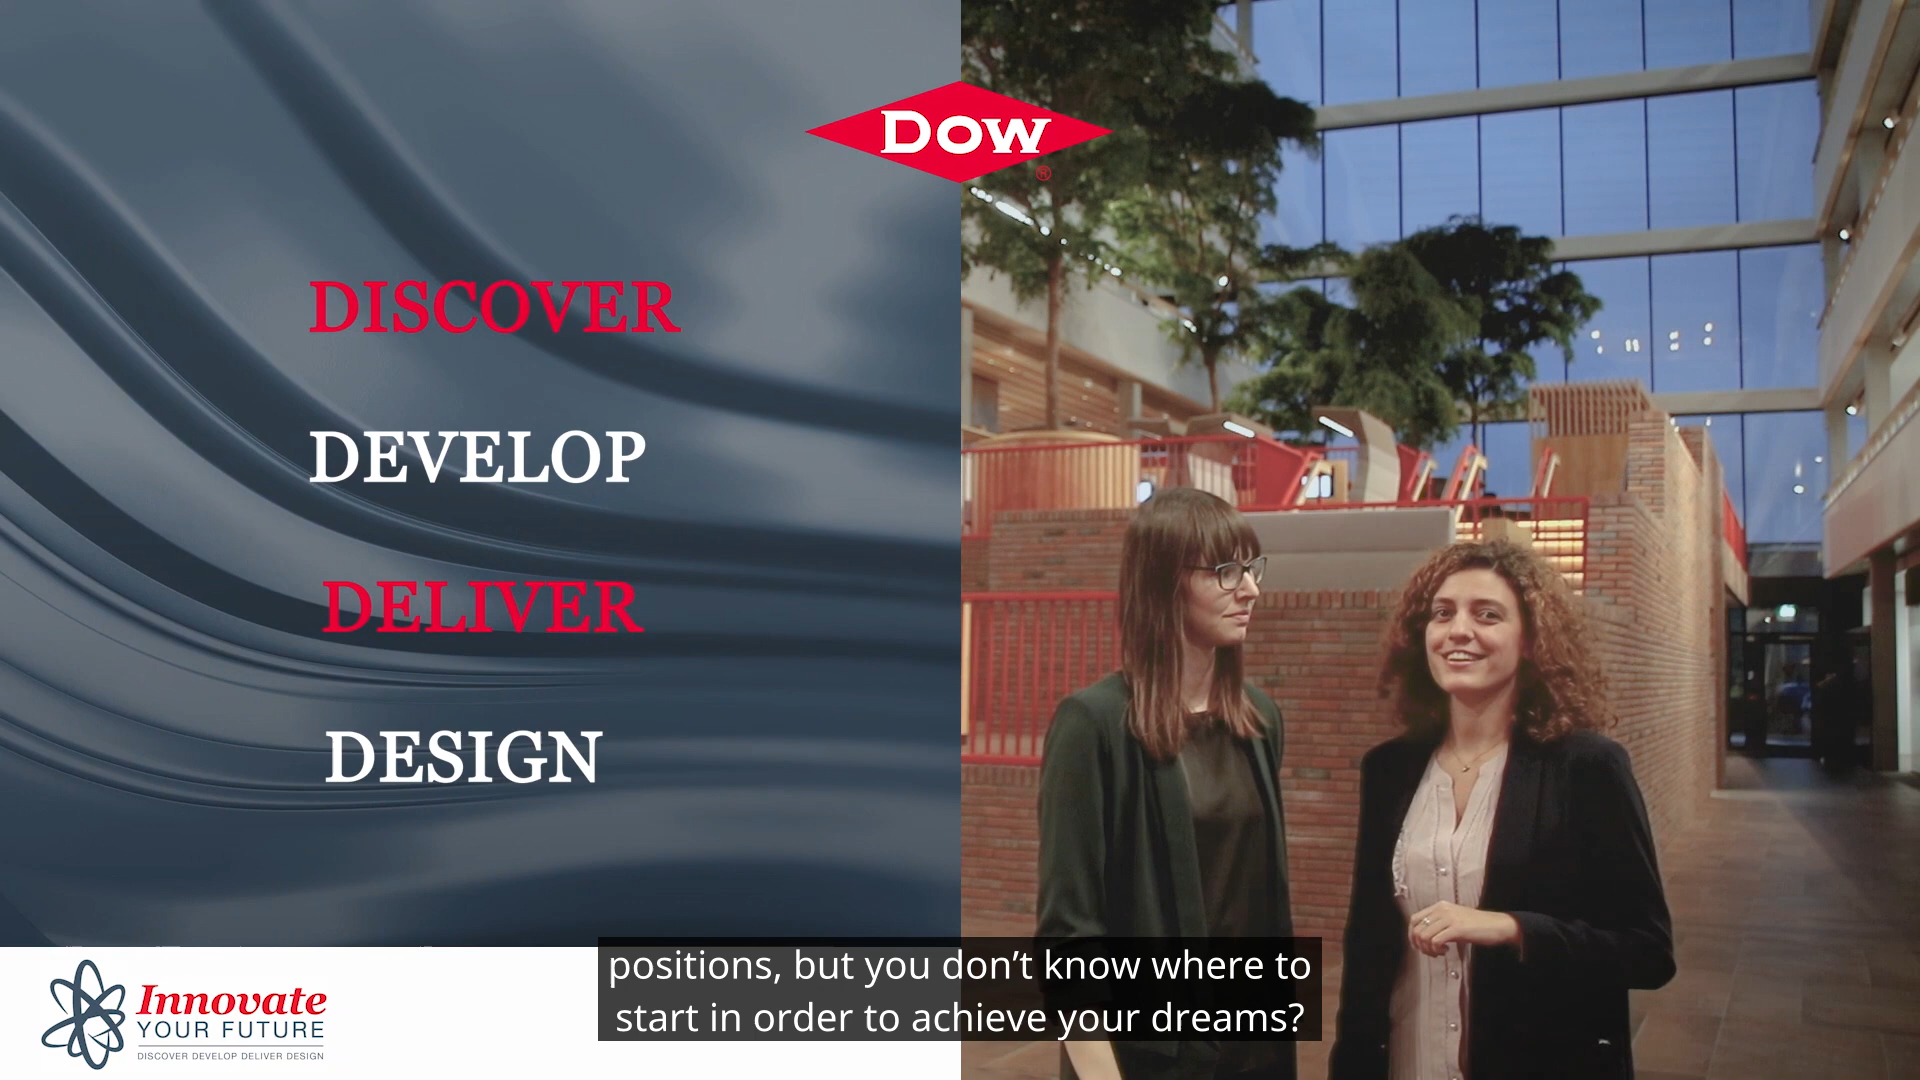 DOW
®
DISCOVER
DEVELOP
DELIVER
DESIGN
positions, but you don’t know where to
start in order to achieve your dreams?
Innovate
YOUR FUTURE
DISCOVER DEVELOP DELIVER DESIGN